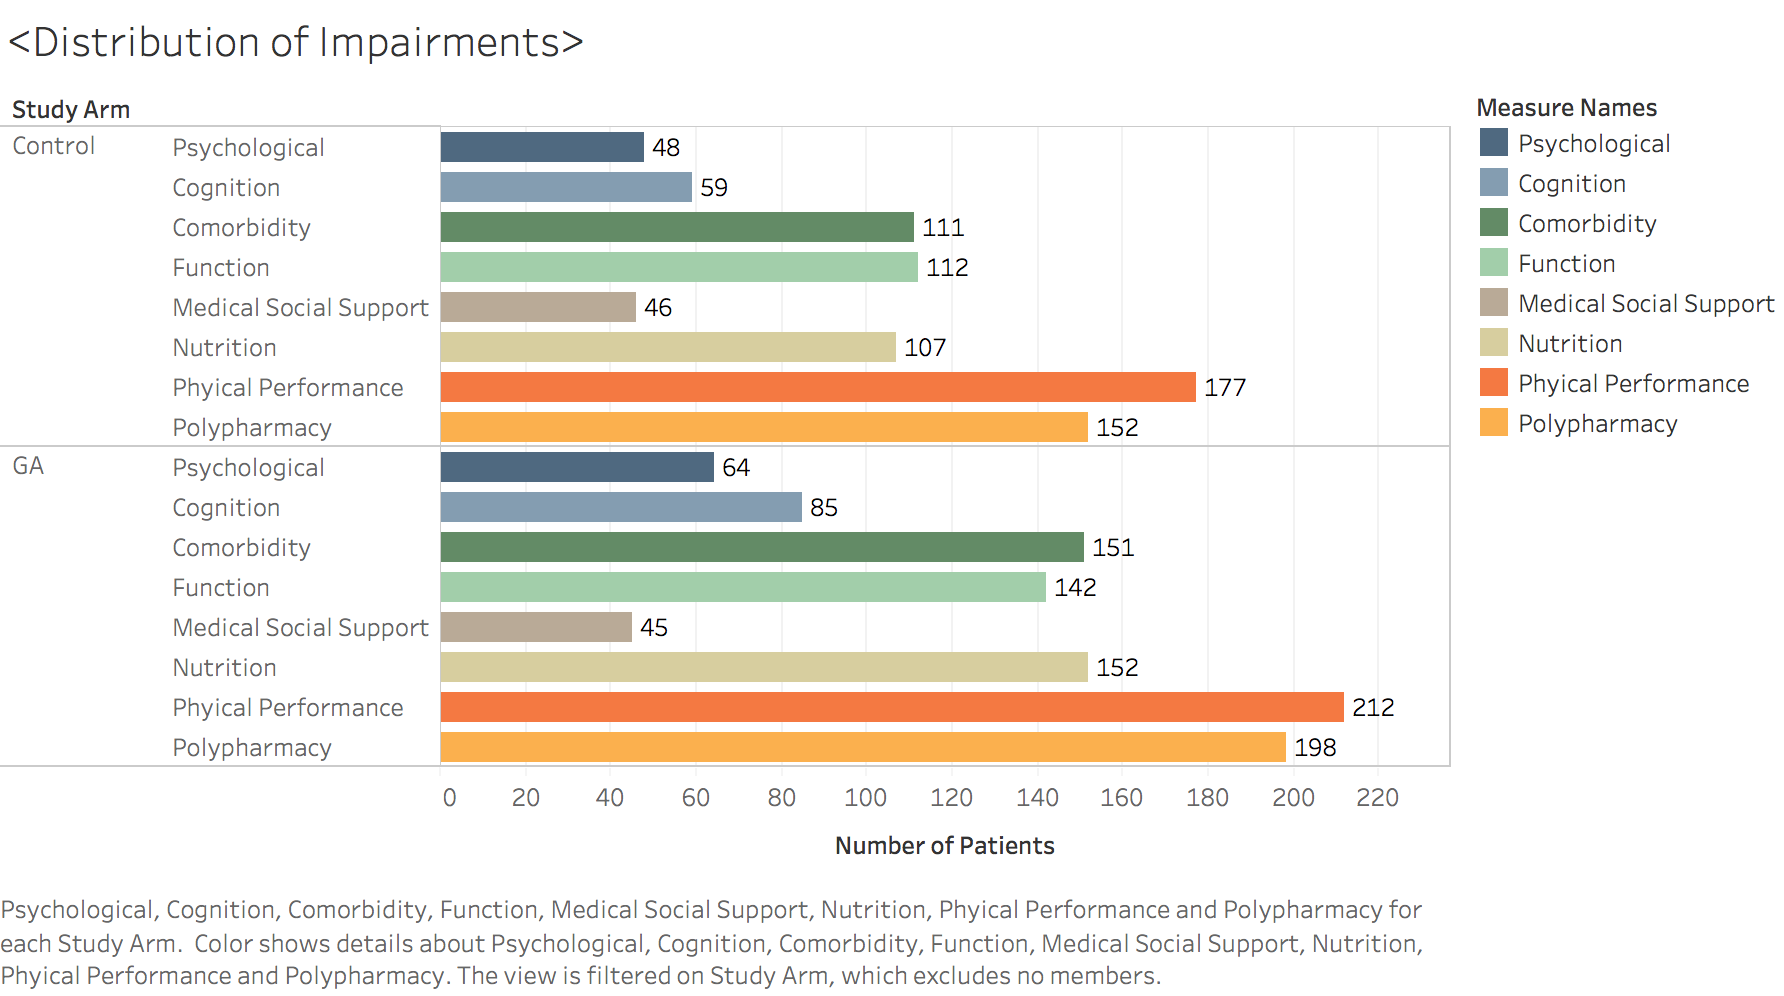 <Distribution of Impairments>
Study Arm
Control
Psychological 48
Cognition 59
Comorbidity 111
Function 112
Medical Social Support 46
Nutrition 107
Phyical Performance 177
Polypharmacy 152
GA
Psychological 64
Cognition 85
Comorbidity 151
Function 142
Medical Social Support 45
Nutrition 152
Phyical Performance 212
Polypharmacy 198
0 20 40 60 80 100 120 140 160 180 200 220
Number of Patients
Measure Names
Psychological
Cognition
Comorbidity
Function
Medical Social Support
Nutrition
Phyical Performance
Polypharmacy
Psychological, Cognition, Comorbidity, Function, Medical Social Support, Nutrition, Phyical Performance and Polypharmacy for
each Study Arm.  Color shows details about Psychological, Cognition, Comorbidity, Function, Medical Social Support, Nutrition,
Phyical Performance and Polypharmacy. The view is filtered on Study Arm, which excludes no members.